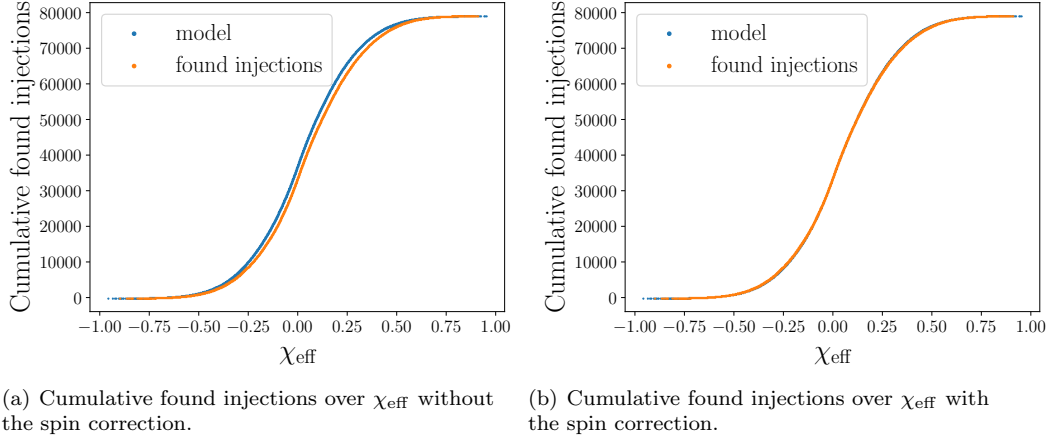 Cumulative found injections
80000
70000
60000
50000
40000
30000
20000
10000
0
model
found injections
−1.00 −0.75 −0.50 −0.25 0.00 0.25 0.50 0.75 1.00
χeff
(a) Cumulative found injections over χeff without
the spin correction.
Cumulative found injections
80000
70000
60000
50000
40000
30000
20000
10000
0
model
found injections
−1.00 −0.75 −0.50 −0.25 0.00 0.25 0.50 0.75 1.00
χeff
(b) Cumulative found injections over χeff with
the spin correction.